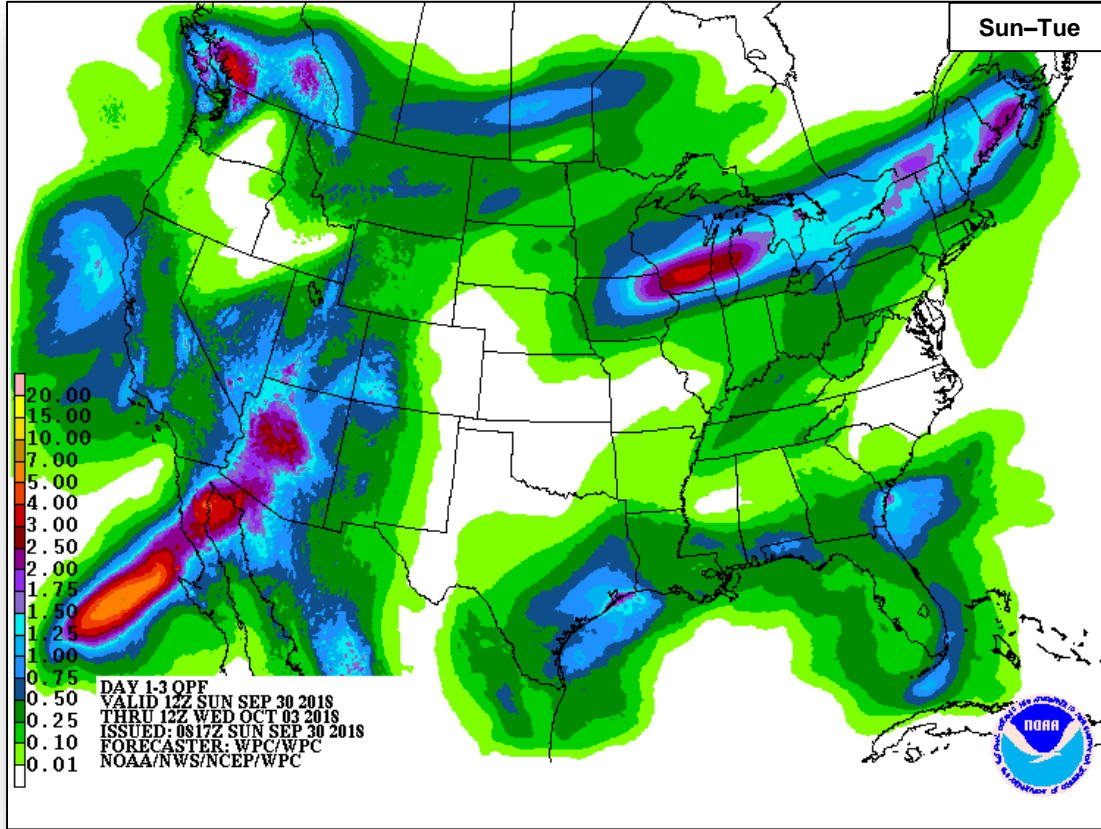 Sun–Tue
20.00
15.00
10.00
7.00
5.00
4.00
3.00
2.50
2.00
1.75
1.50
1.25
1.00
0.75
0.50
0.25
0.10
0.01
DAY 1-3 QPF
VALID 12Z SUN SEP 30 2018
THRU 12Z WED OCT 03 2018
ISSUED: 0817Z SUN SEP 30 2018
FORECASTER: WPC/WPC
NOAA/NWS/NCEP/WPC
NOAA